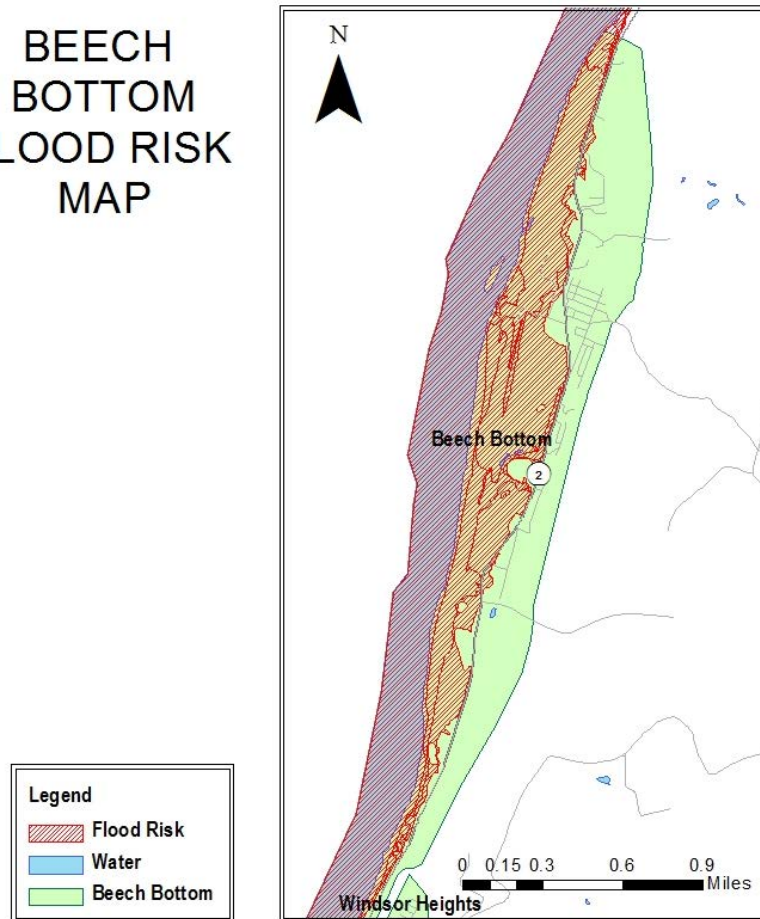 BEECH
BOTTOM
LOOD RISK
MAP
N
Beech Bottom
2
Legend
Flood Risk
Water
Beech Bottom
0 0.15 0.3 0.6 0.9
Miles
Windsor Heights